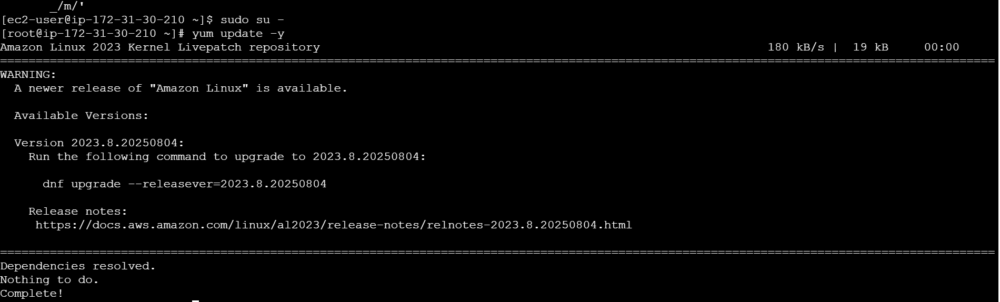 _/m/'
[ec2-user@ip-172-31-30-210 ~]$ sudo su -
[root@ip-172-31-30-210 ~]# yum update -y
Amazon Linux 2023 Kernel Livepatch repository 180 kB/s | 19 kB 00:00
============================================================================================================================================
WARNING:
A newer release of "Amazon Linux" is available.
Available Versions:
Version 2023.8.20250804:
Run the following command to upgrade to 2023.8.20250804:
dnf upgrade --releasever=2023.8.20250804
Release notes:
https://docs.aws.amazon.com/linux/al2023/release-notes/relnotes-2023.8.20250804.html
============================================================================================================================================
Dependencies resolved.
Nothing to do.
Complete!